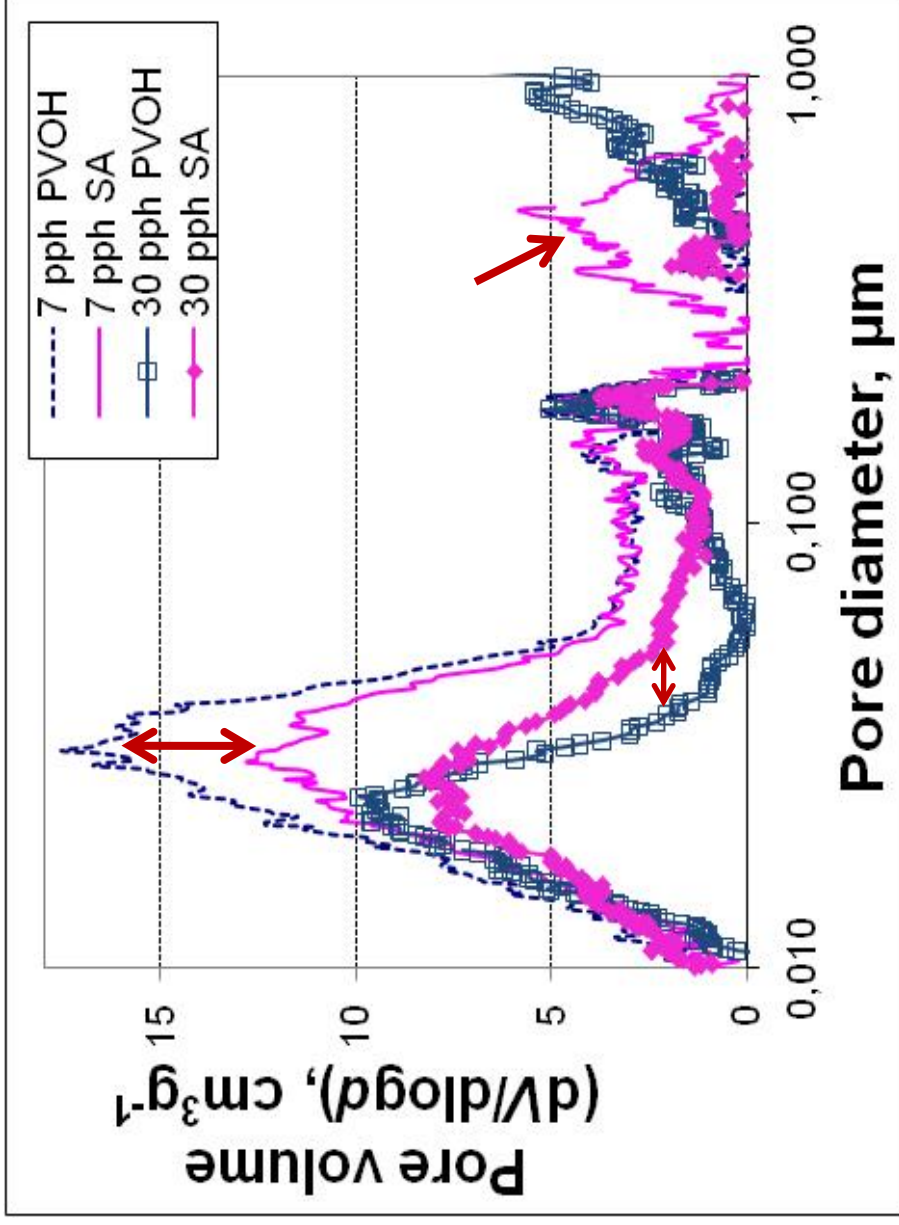 7 pph PVOH
7 pph SA
30 pph PVOH
30 pph SA
15
10
5
0
Pore volume
(dV/dlogd), cm³g⁻¹
0,010
0,100
1,000
Pore diameter, µm